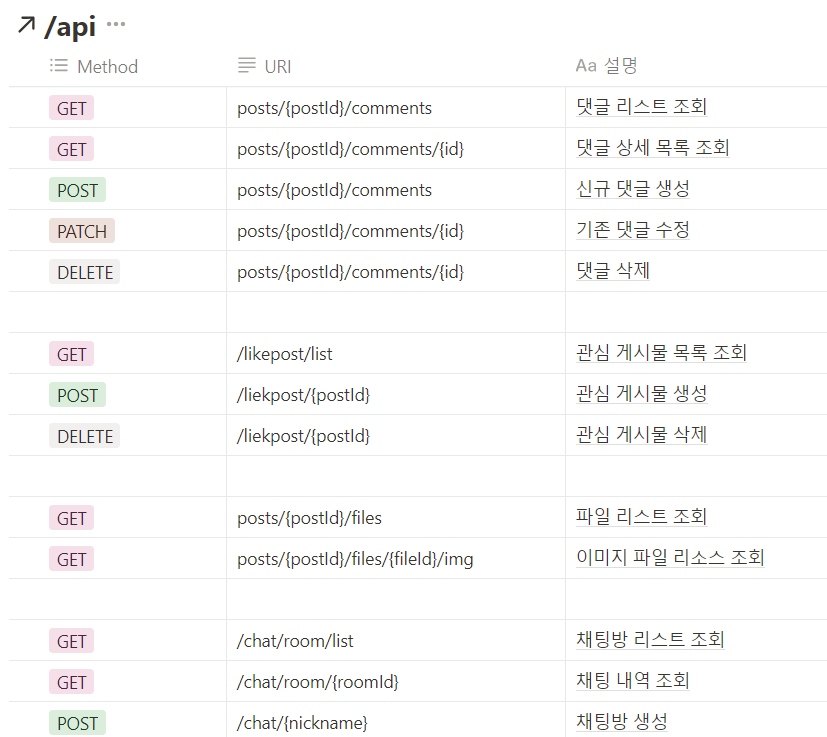 /api
Method URI Aa 설명
GET posts/{postId}/comments 댓글 리스트 조회
GET posts/{postId}/comments/{id} 댓글 상세 목록 조회
POST posts/{postId}/comments 신규 댓글 생성
PATCH posts/{postId}/comments/{id} 기존 댓글 수정
DELETE posts/{postId}/comments/{id} 댓글 삭제
GET /likepost/list 관심 게시물 목록 조회
POST /liekpost/{postId} 관심 게시물 생성
DELETE /liekpost/{postId} 관심 게시물 삭제
GET posts/{postId}/files 파일 리스트 조회
GET posts/{postId}/files/{fileId}/img 이미지 파일 리소스 조회
GET /chat/room/list 채팅방 리스트 조회
GET /chat/room/{roomId} 채팅 내역 조회
POST /chat/{nickname} 채팅방 생성